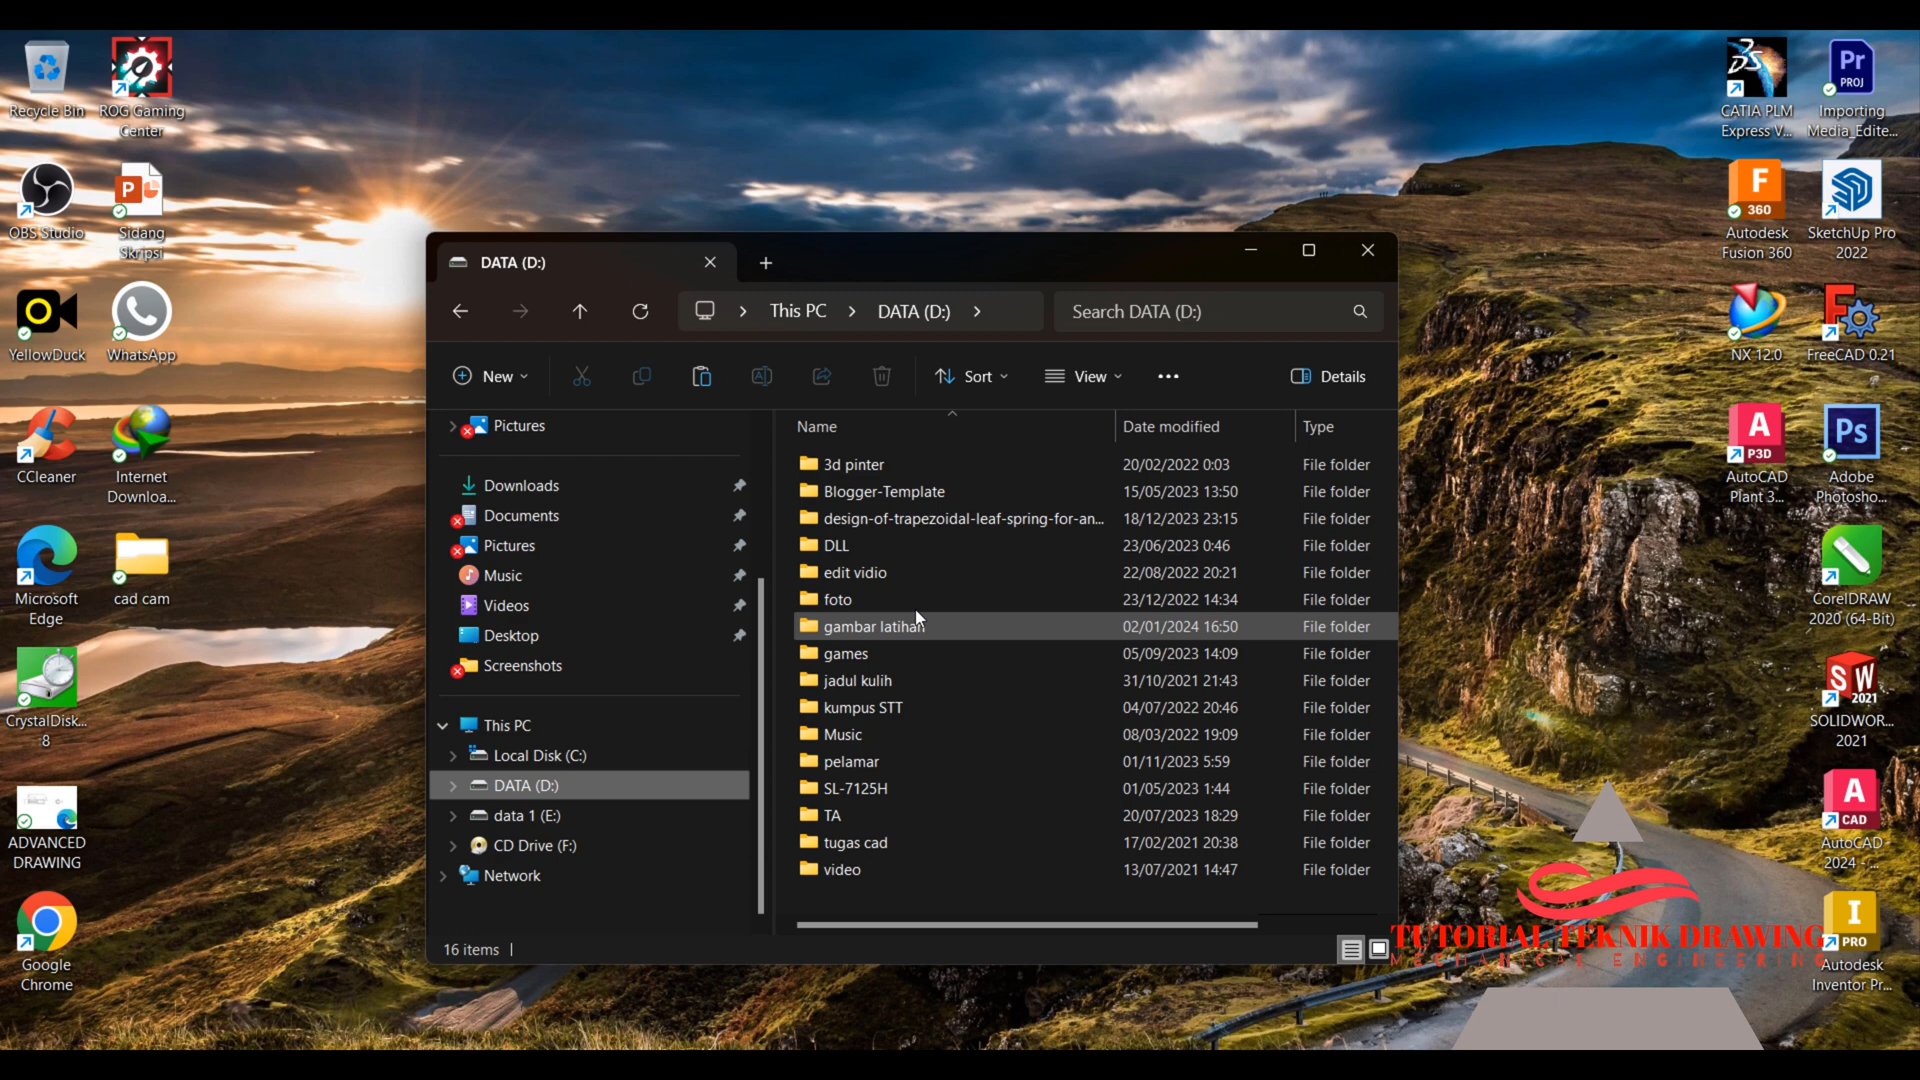 Recycle Bin
ROG Gaming
Center
OBS Studio
P
Sidang
Skripsi
YellowDuck
WhatsApp
CCleaner
Internet
Downloa...
Microsoft
Edge
cad cam
CrystalDisk...
8
ADVANCED
DRAWING
Google
Chrome
DATA (D:)
This PC
DATA (D:)
Search DATA (D:)
New
Sort
View
Details
Pictures
Downloads
Documents
Pictures
Music
Videos
Desktop
Screenshots
This PC
Local Disk (C:)
DATA (D:)
data 1 (E:)
CD Drive (F:)
Network
Name
Date modified
Type
3d pinter 20/02/2022 0:03 File folder
Blogger-Template 15/05/2023 13:50 File folder
design-of-trapezoidal-leaf-spring-for-an... 18/12/2023 23:15 File folder
DLL 23/06/2023 0:46 File folder
edit vidio 22/08/2022 20:21 File folder
foto 23/12/2022 14:34 File folder
gambar latihan 02/01/2024 16:50 File folder
games 05/09/2023 14:09 File folder
jadul kulih 31/10/2021 21:43 File folder
kumpus STT 04/07/2022 20:46 File folder
Music 08/03/2022 19:09 File folder
pelamar 01/11/2023 5:59 File folder
SL-7125H 01/05/2023 1:44 File folder
TA 20/07/2023 18:29 File folder
tugas cad 17/02/2021 20:38 File folder
video 13/07/2021 14:47 File folder
16 items
CATIA PLM
Express V...
Pr
PROJ
Importing
Media_Edite...
F
360
Autodesk
Fusion 360
SketchUp Pro
2022
NX 12.0
FreeCAD 0.21
A
P3D
AutoCAD
Plant 3...
Ps
Adobe
Photosho...
CorelDRAW
2020 (64-Bit)
SW
2021
SOLIDWOR...
2021
A
CAD
AutoCAD
2024 - ...
I
PRO
Autodesk
Inventor Pr...
TUTORIAL TEKNIK DRAWING
MECHANICAL ENGINEERING